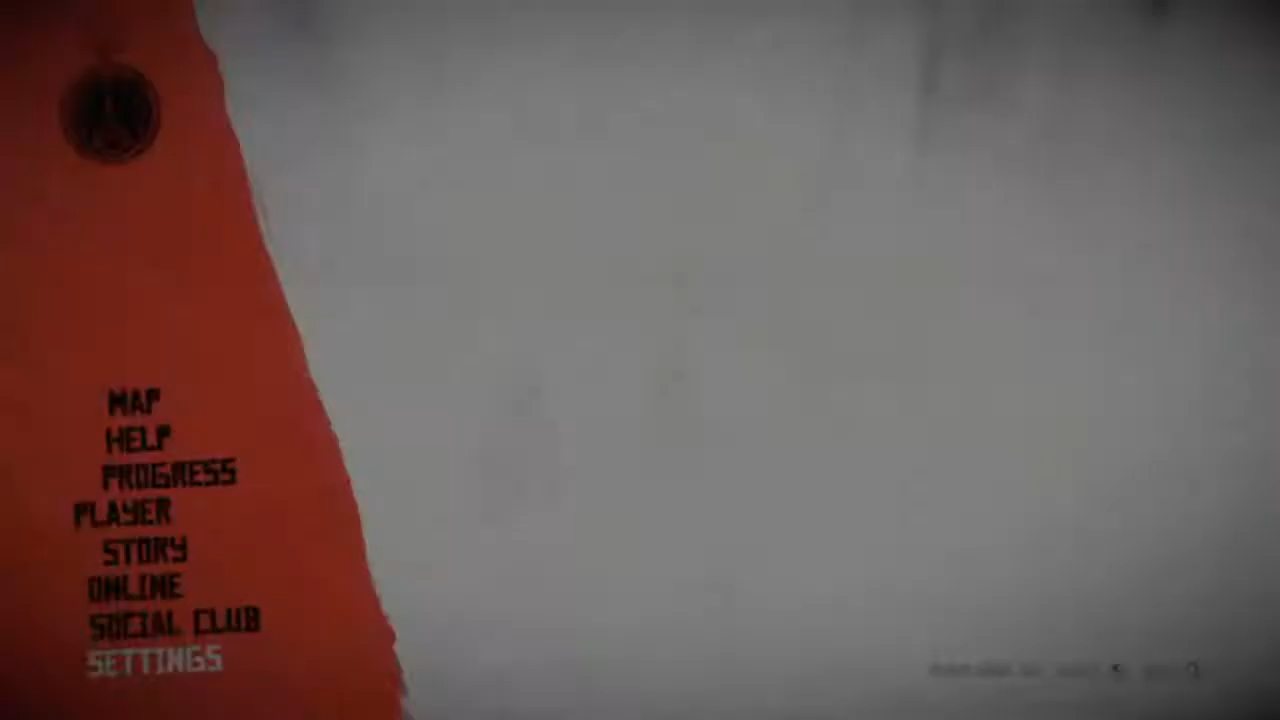 MAP
HELP
PROGRESS
PLAYER
STORY
ONLINE
SOCIAL CLUB
SETTINGS